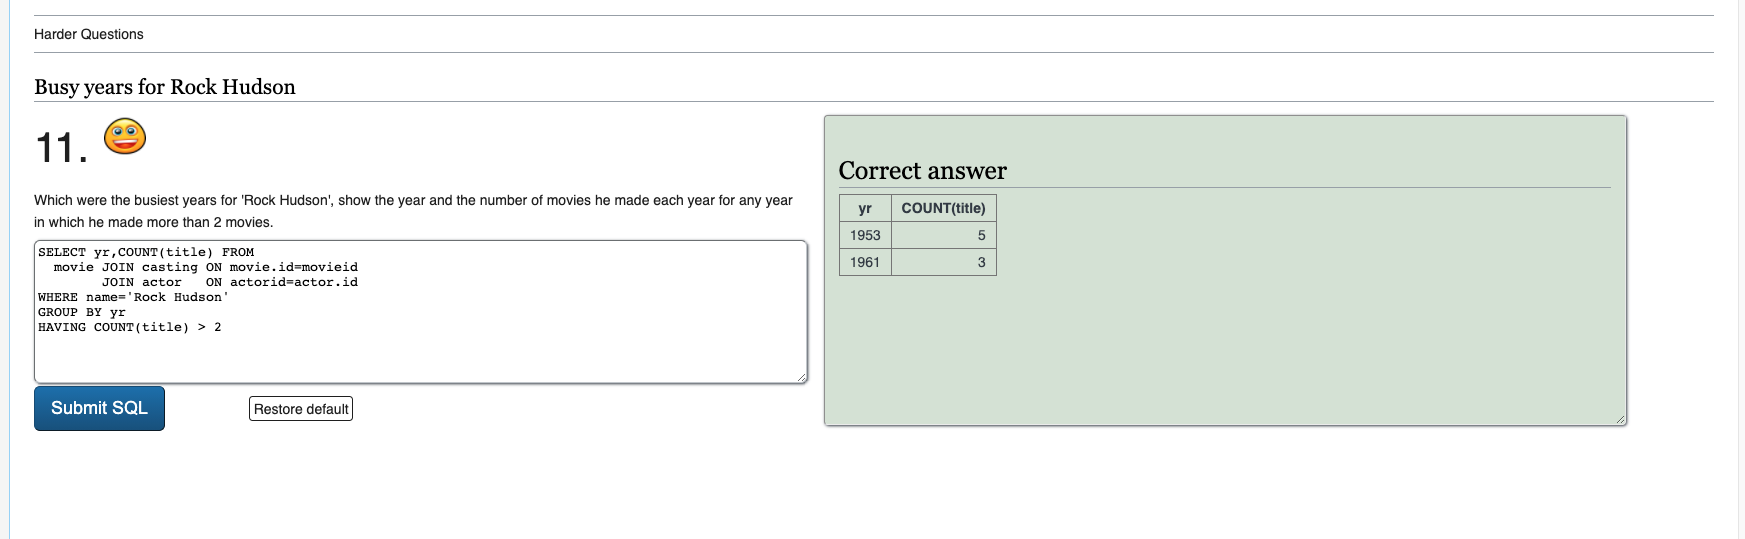 Harder Questions
Busy years for Rock Hudson
11.
Which were the busiest years for 'Rock Hudson', show the year and the number of movies he made each year for any year
in which he made more than 2 movies.
SELECT yr,COUNT(title) FROM
  movie JOIN casting ON movie.id=movieid
        JOIN actor   ON actorid=actor.id
WHERE name='Rock Hudson'
GROUP BY yr
HAVING COUNT(title) > 2
Submit SQL
Restore default
Correct answer
yr COUNT(title)
1953 5
1961 3